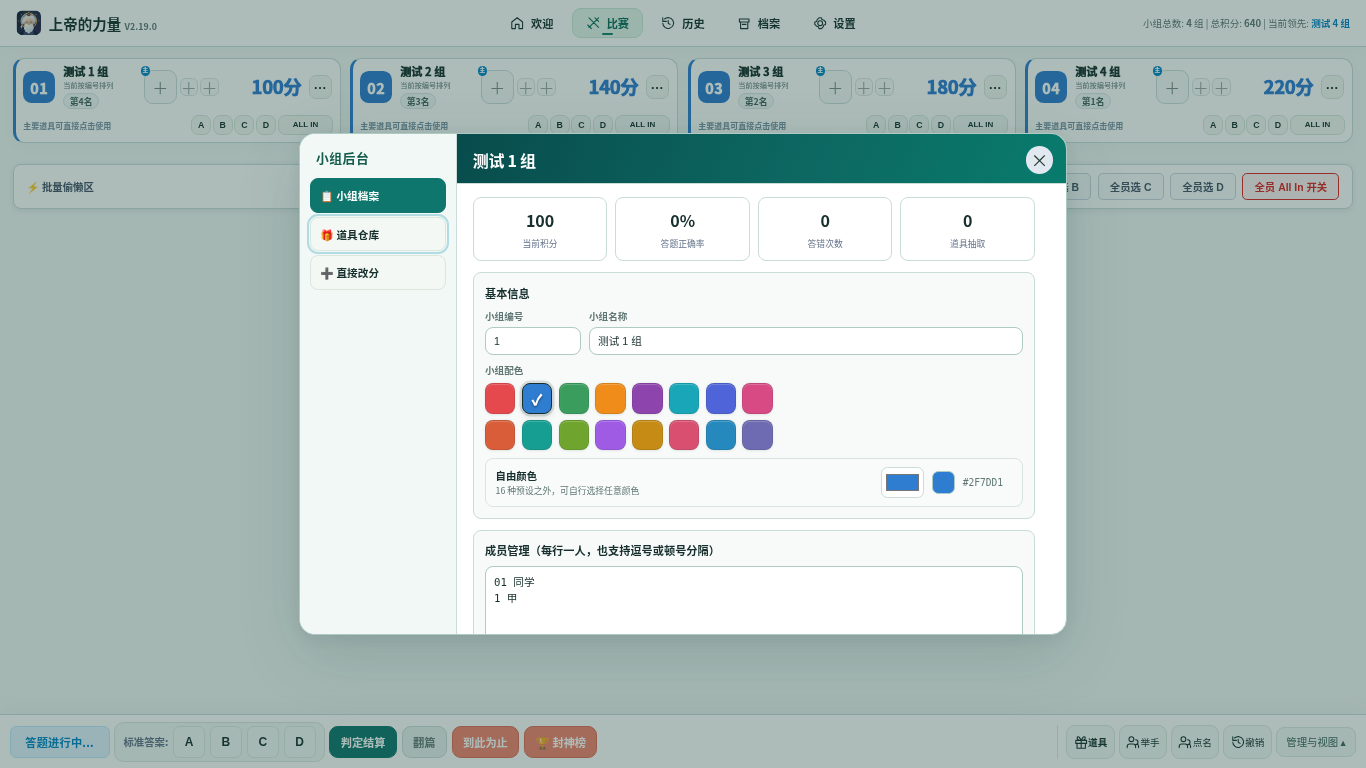 上帝的力量 V2.19.0
欢迎
比赛
历史
档案
设置
小组总数: 4 组 | 总积分: 640 | 当前领先: 测试 4 组
01
测试 1 组
当前按编号排列
第4名
主
100分
...
主要道具可直接点击使用
A B C D ALL IN
02
测试 2 组
当前按编号排列
第3名
主
140分
...
主要道具可直接点击使用
A B C D ALL IN
03
测试 3 组
当前按编号排列
第2名
主
180分
...
主要道具可直接点击使用
A B C D ALL IN
04
测试 4 组
当前按编号排列
第1名
主
220分
...
主要道具可直接点击使用
A B C D ALL IN
⚡ 批量偷懒区
B
全员选 C
全员选 D
全员 All In 开关
小组后台
📋 小组档案
🎁 道具仓库
➕ 直接改分
测试 1 组
100
当前积分
0%
答题正确率
0
答错次数
0
道具抽取
基本信息
小组编号
小组名称
1
测试 1 组
小组配色
自由颜色
16 种预设之外，可自行选择任意颜色
#2F7DD1
成员管理（每行一人，也支持逗号或顿号分隔）
01 同学
1 甲
答题进行中...
标准答案: A B C D
判定结算
翻篇
到此为止
🏆 封神榜
道具
举手
点名
撤销
管理与视图 ▴